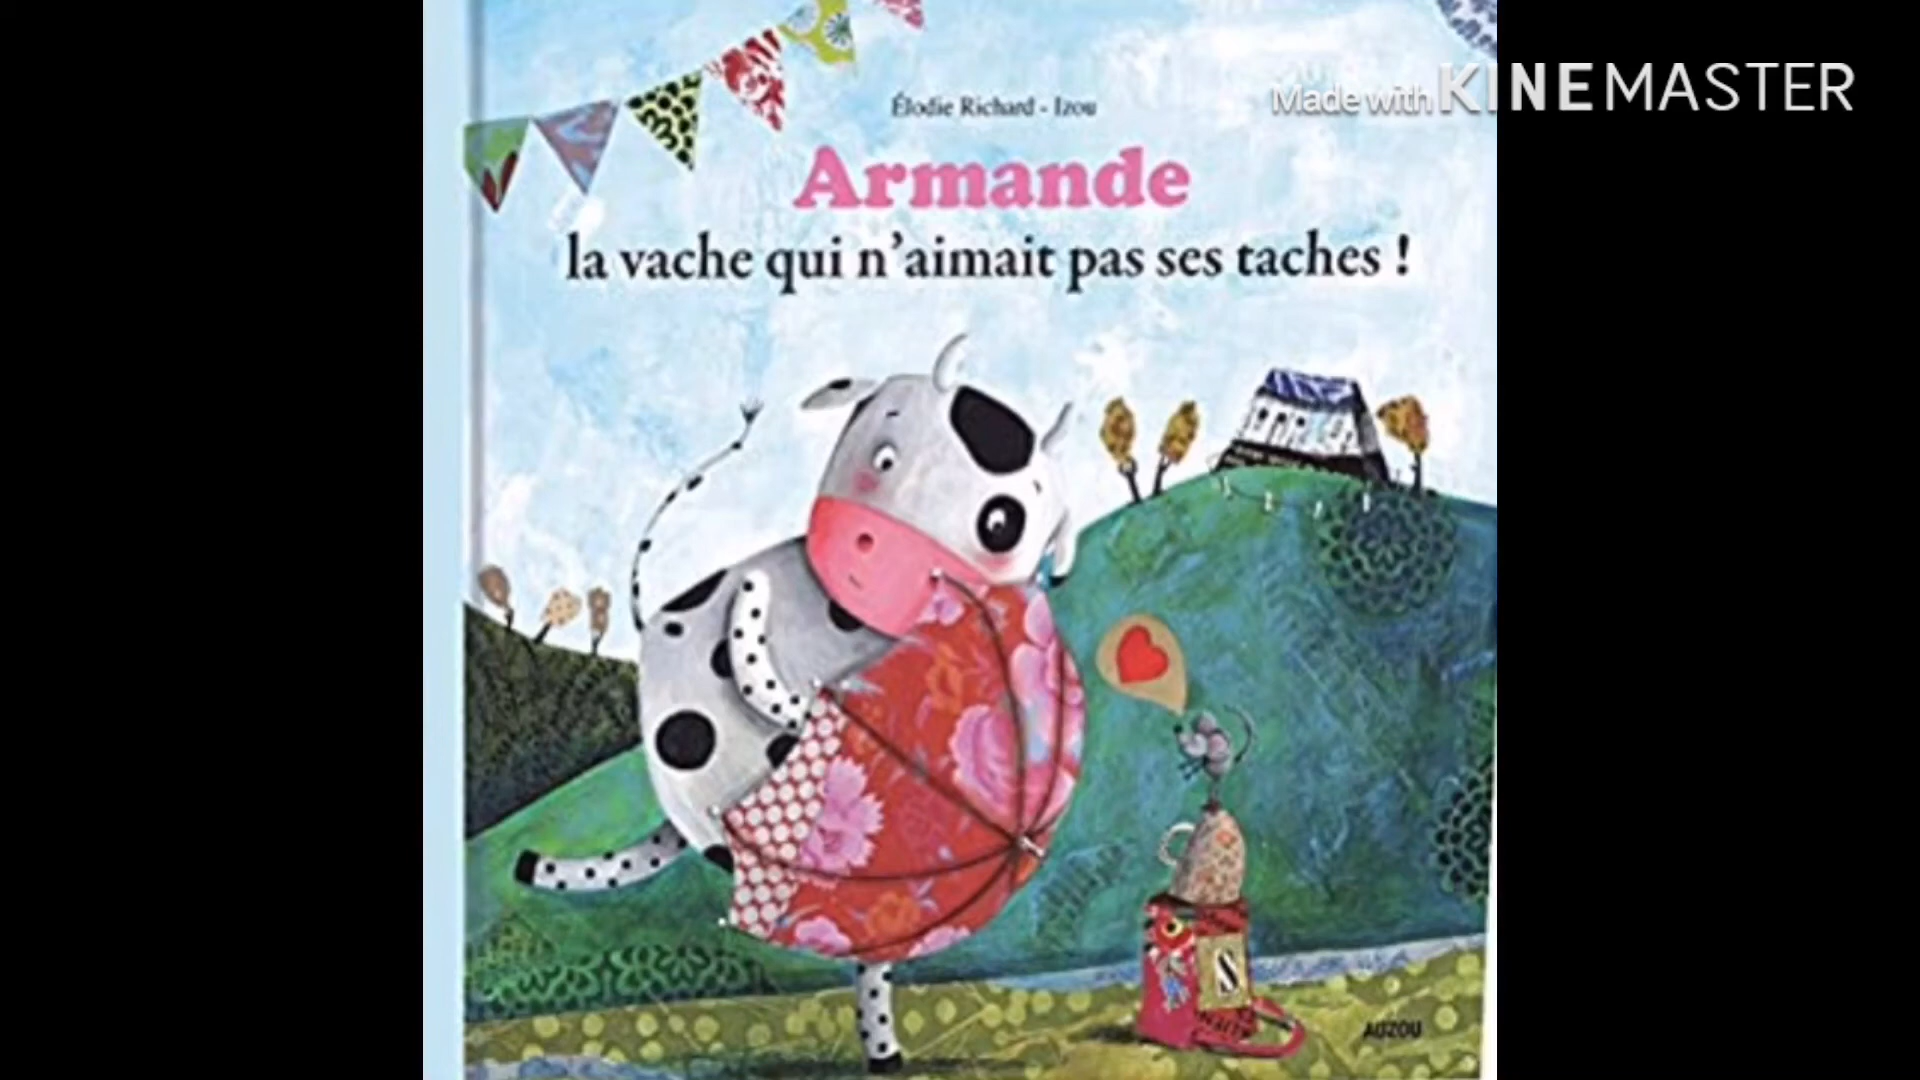 Élodie Richard - Izou
Made with KINEMASTER
Armande
la vache qui n'aimait pas ses taches !
S
AUZOU